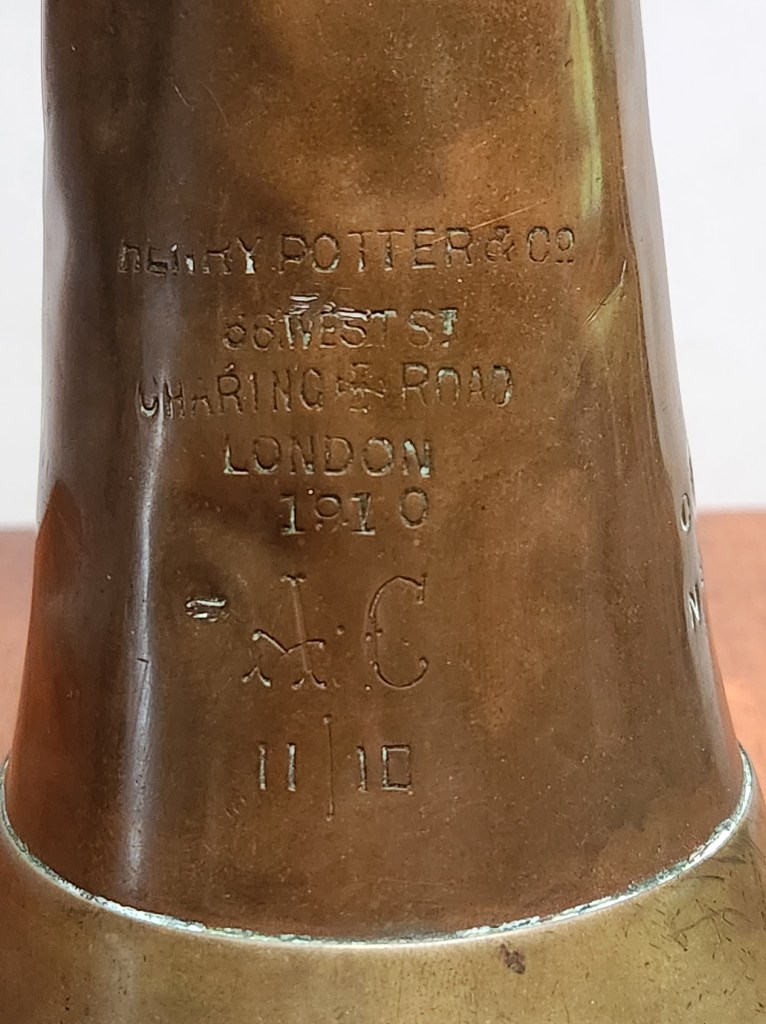 HENRY POTTER & Cº
36 WEST ST
CHARING ✠ ROAD
LONDON
1910
A.C
11/10